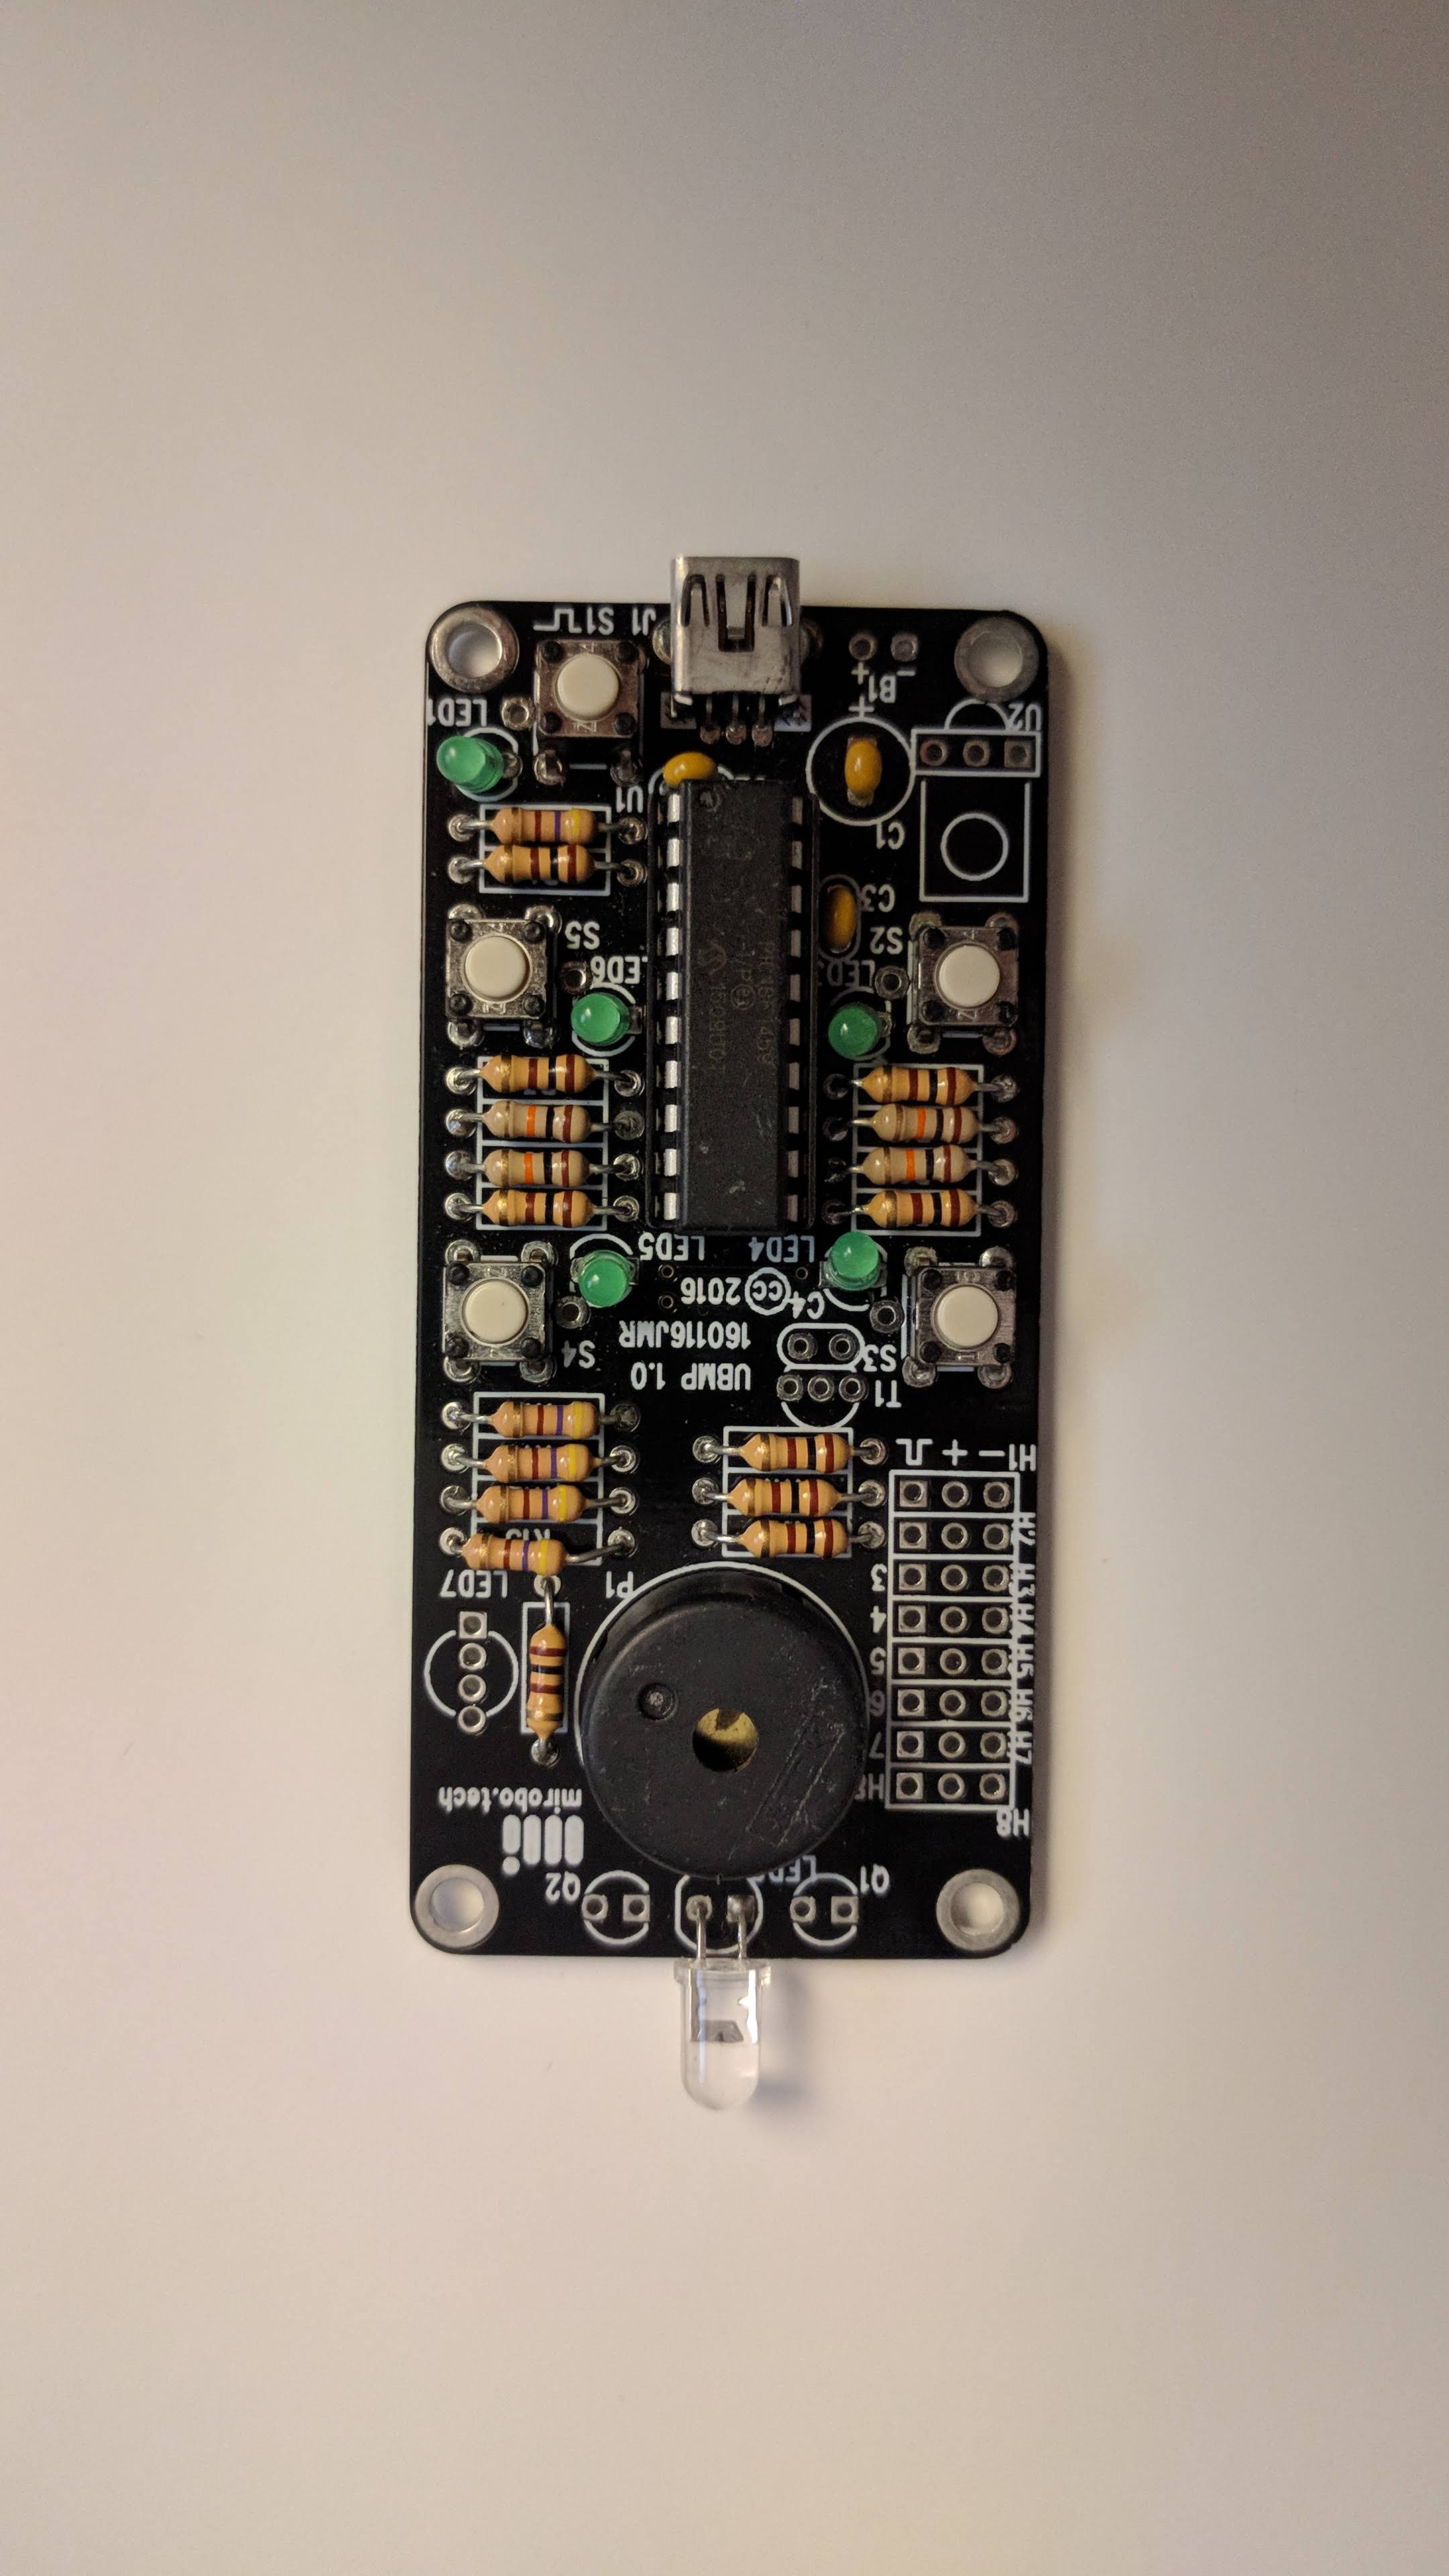 Q1
Q2
mirobo.tech
H8
H8
H7 7
H6 6
H5 5
H4 4
H3 3
H2
H1 - +
P1
LED7
T1
S3
UBMP 1.0
160116JMR
S4
C4
cc 2016
LED4
LED5
LED6
S2
S5
C3
C1
U1
U2
LED1
+
B1
- +
J1
S1